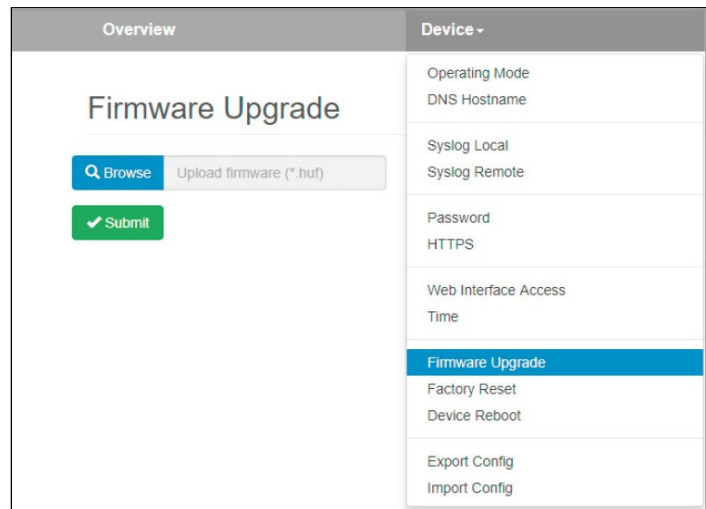 Overview
Device
Firmware Upgrade
Browse
Upload firmware (*.huf)
Submit
Operating Mode
DNS Hostname
Syslog Local
Syslog Remote
Password
HTTPS
Web Interface Access
Time
Firmware Upgrade
Factory Reset
Device Reboot
Export Config
Import Config